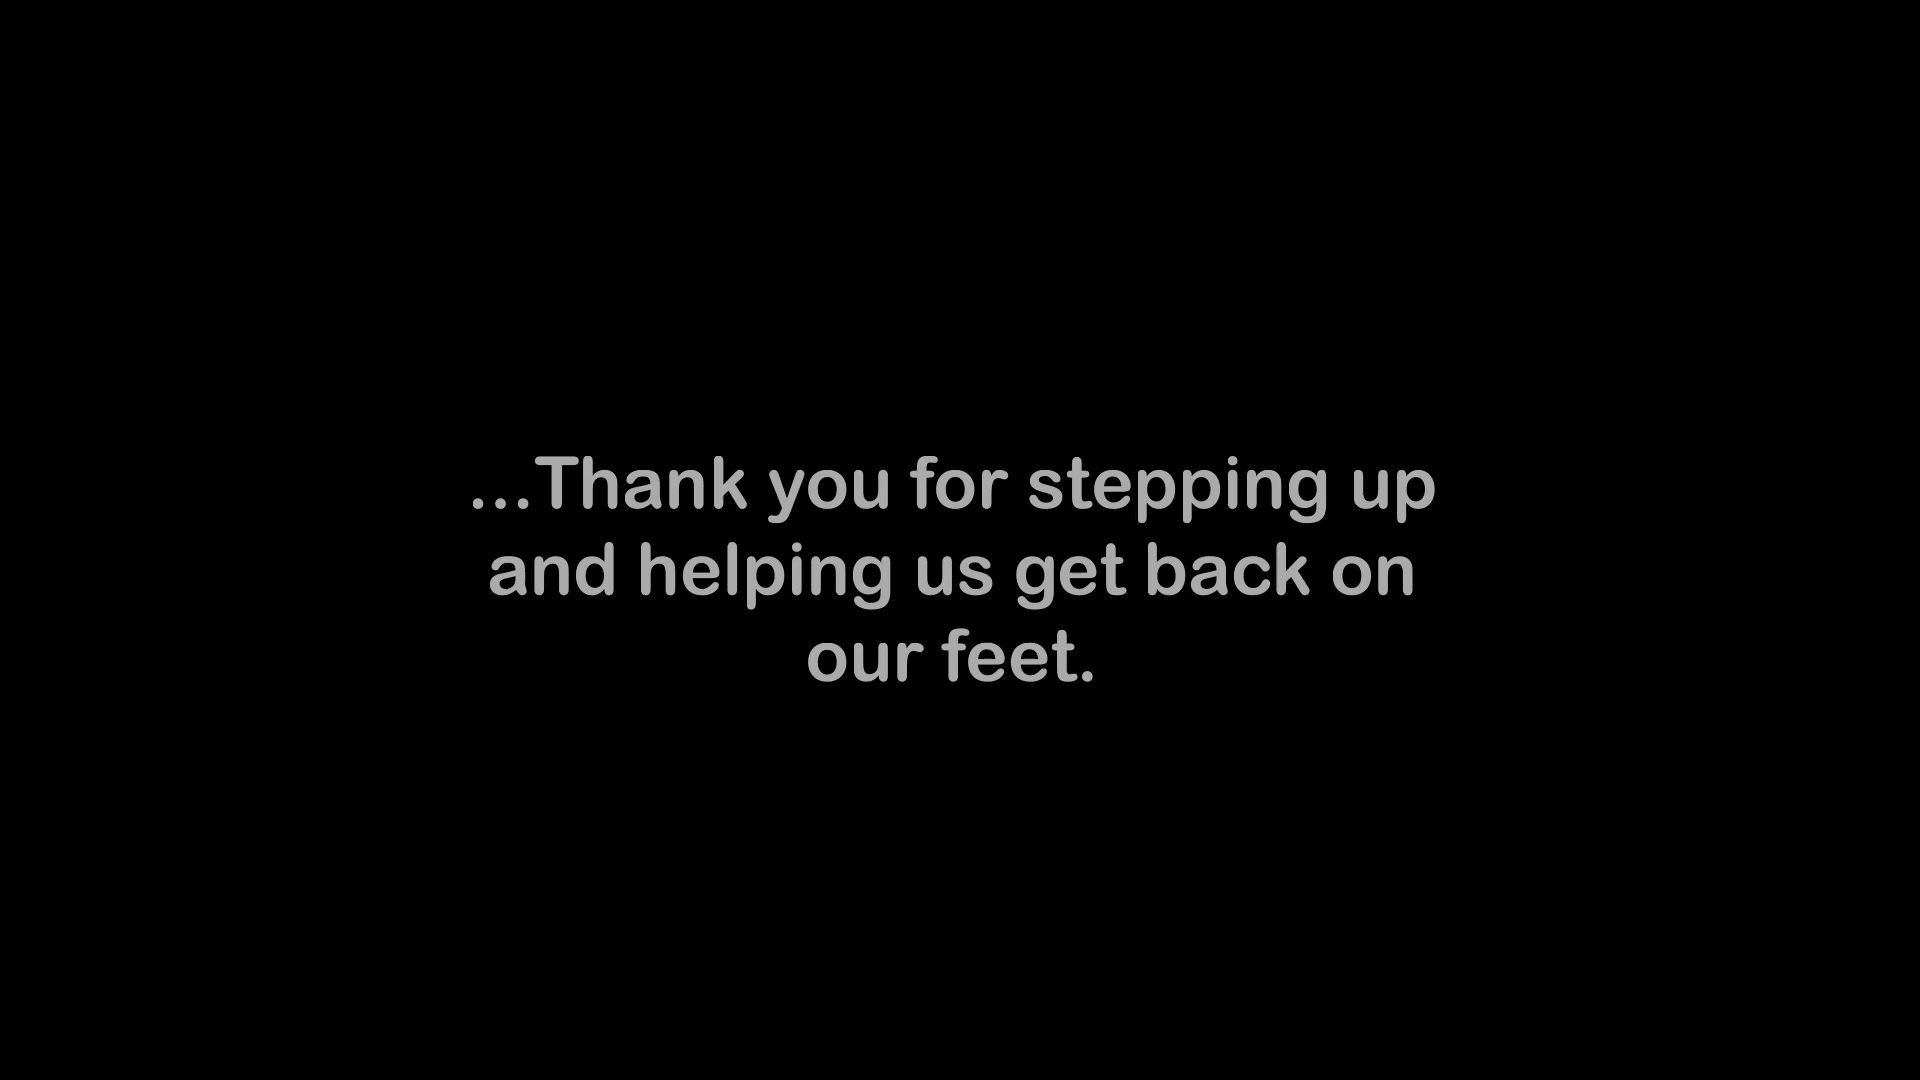 ...Thank you for stepping up
and helping us get back on
our feet.